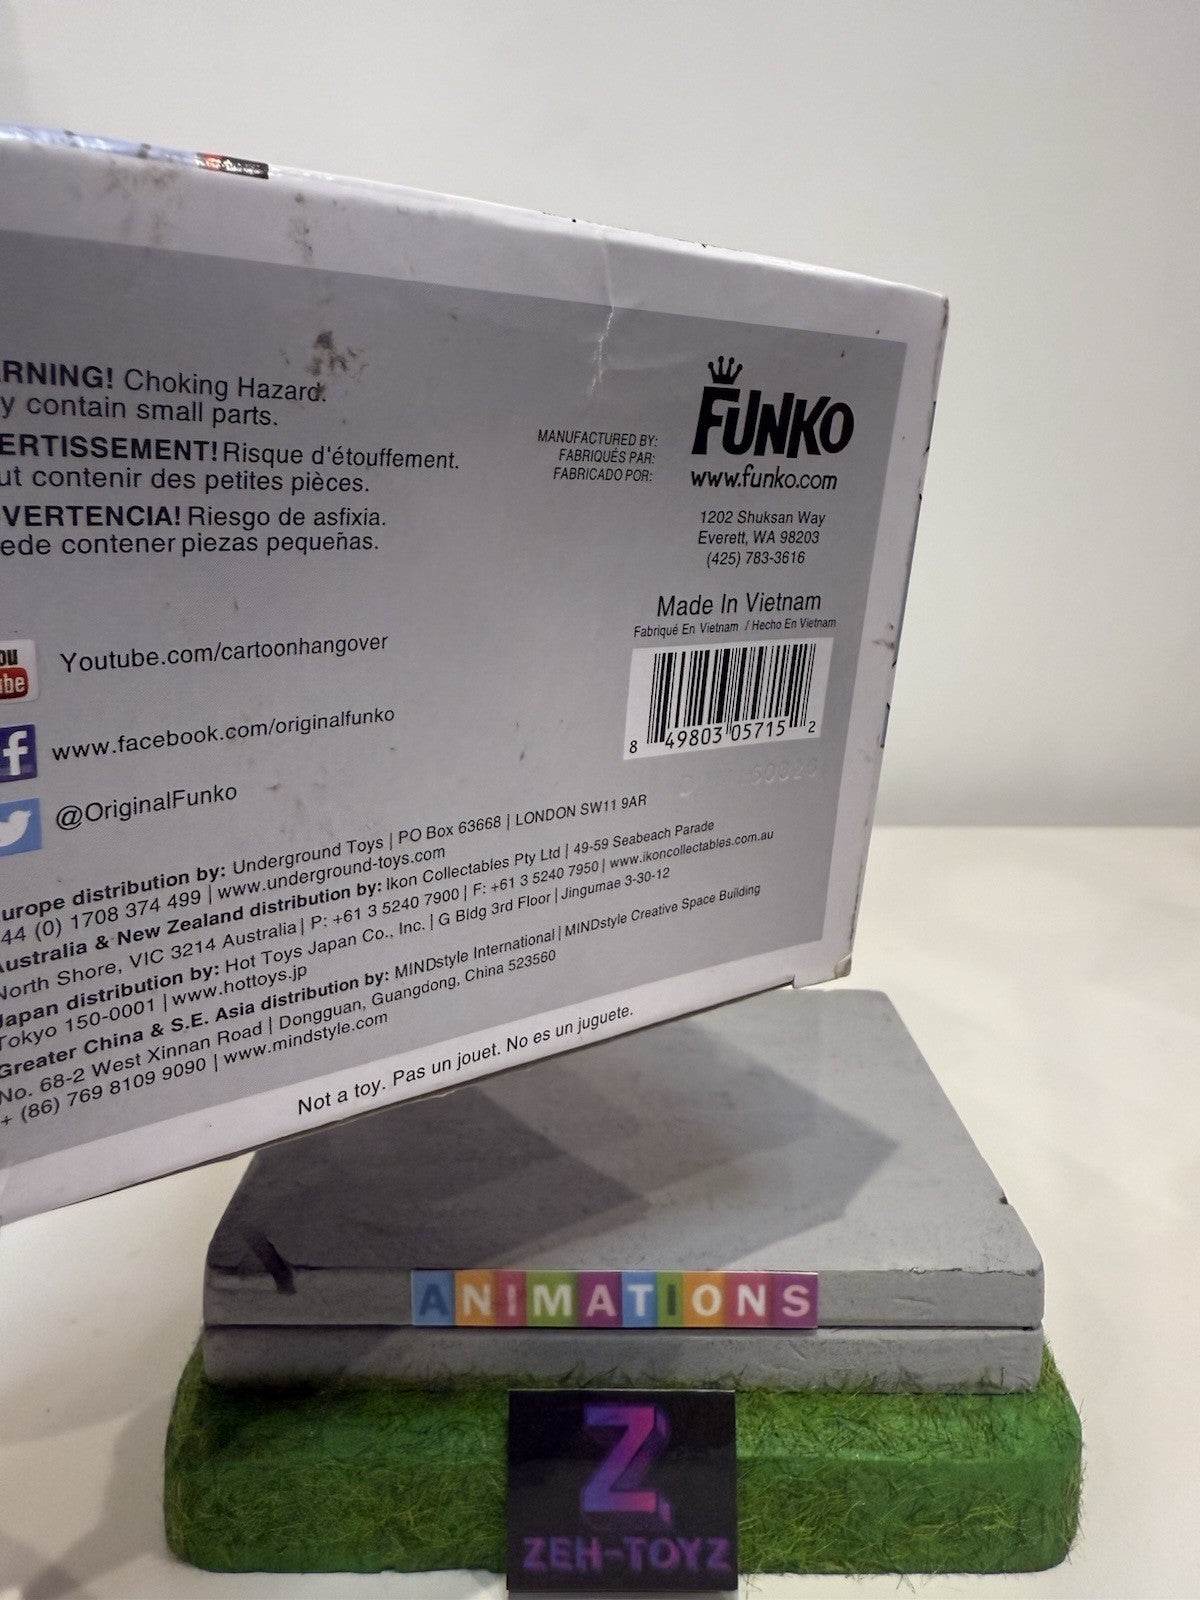 RNING! Choking Hazard.
y contain small parts.
ERTISSEMENT! Risque d'étouffement.
ut contenir des petites pièces.
VERTENCIA! Riesgo de asfixia.
ede contener piezas pequeñas.
MANUFACTURED BY:
FABRIQUÉS PAR:
FABRICADO POR:
FUNKO
www.funko.com
1202 Shuksan Way
Everett, WA 98203
(425) 783-3616
Made In Vietnam
Fabriqué En Vietnam / Hecho En Vietnam
8 49803 05715 2
60826
ou
be
Youtube.com/cartoonhangover
f
www.facebook.com/originalfunko
@OriginalFunko
urope distribution by: Underground Toys | PO Box 63668 | LONDON SW11 9AR
44 (0) 1708 374 499 | www.underground-toys.com
Australia & New Zealand distribution by: Ikon Collectables Pty Ltd | 49-59 Seabeach Parade
North Shore, VIC 3214 Australia | P: +61 3 5240 7900 | F: +61 3 5240 7950 | www.ikoncollectables.com.au
Japan distribution by: Hot Toys Japan Co., Inc. | G Bldg 3rd Floor | Jingumae 3-30-12
Tokyo 150-0001 | www.hottoys.jp
Greater China & S.E. Asia distribution by: MINDstyle International | MINDstyle Creative Space Building
No. 68-2 West Xinnan Road | Dongguan, Guangdong, China 523560
+ (86) 769 8109 9090 | www.mindstyle.com
Not a toy. Pas un jouet. No es un juguete.
ANIMATIONS
Z
ZEH-TOYZ